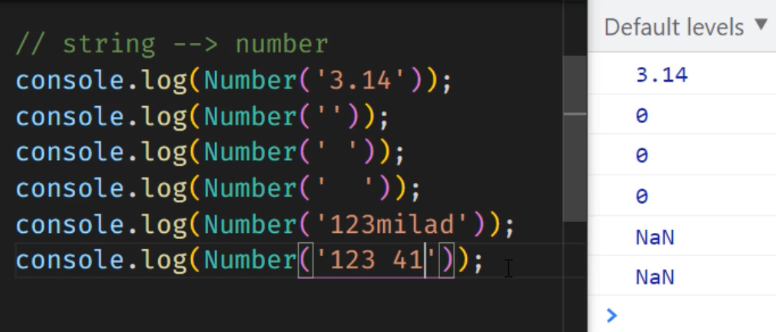 // string --> number
console.log(Number('3.14'));
console.log(Number(''));
console.log(Number(' '));
console.log(Number('  '));
console.log(Number('123milad'));
console.log(Number('123 41'));
Default levels ▼
3.14
0
0
0
NaN
NaN
>